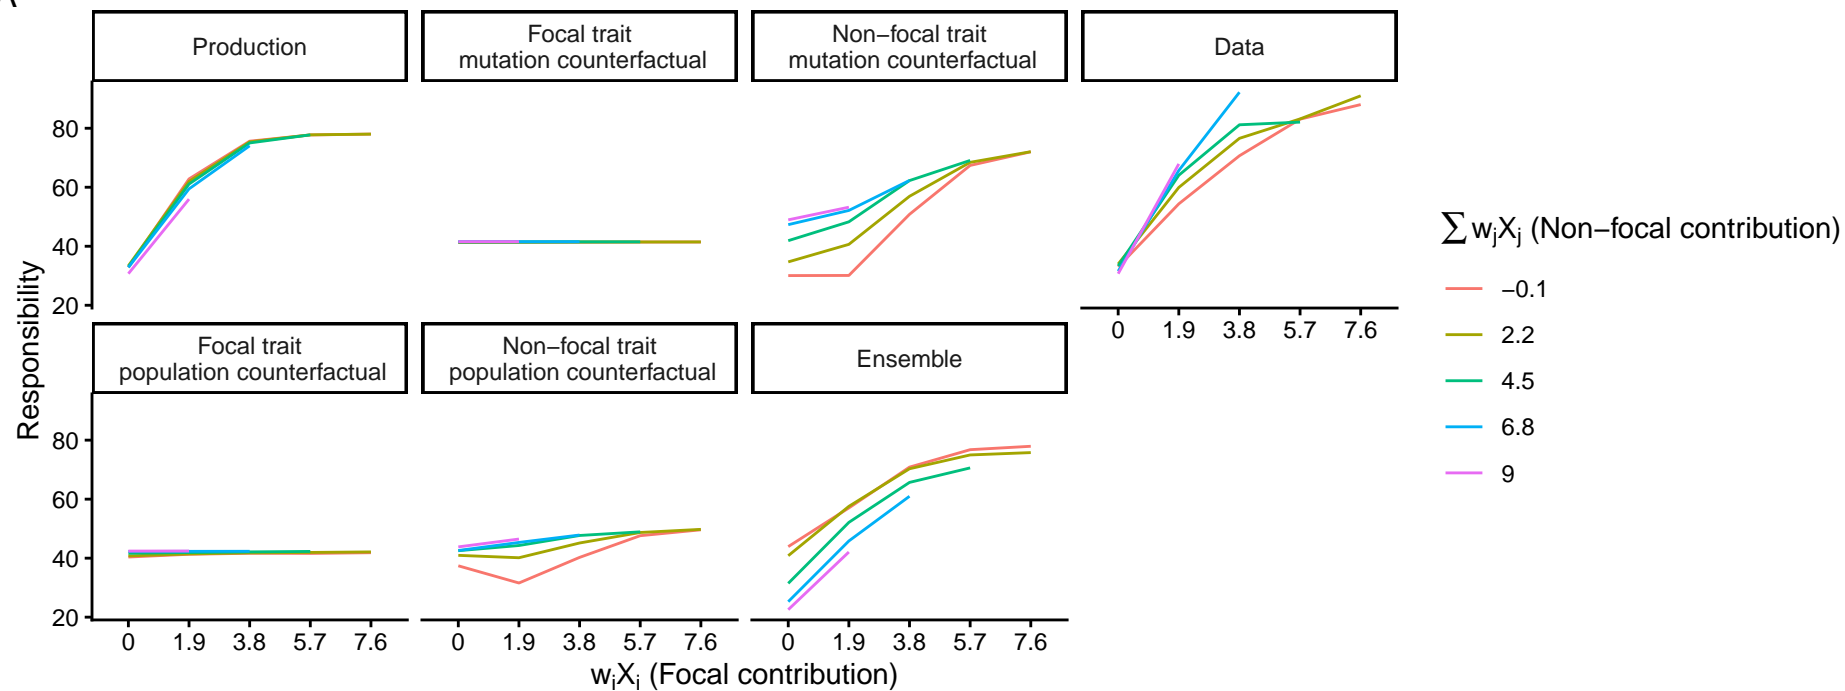 Production
Focal trait
mutation counterfactual
Non−focal trait
mutation counterfactual
Data
80
60
40
20
0 1.9 3.8 5.7 7.6
Focal trait
population counterfactual
Non−focal trait
population counterfactual
Ensemble
80
60
40
20
0 1.9 3.8 5.7 7.6
0 1.9 3.8 5.7 7.6
0 1.9 3.8 5.7 7.6
Responsibility
wᵢXᵢ (Focal contribution)
∑ wⱼXⱼ (Non−focal contribution)
−0.1
2.2
4.5
6.8
9